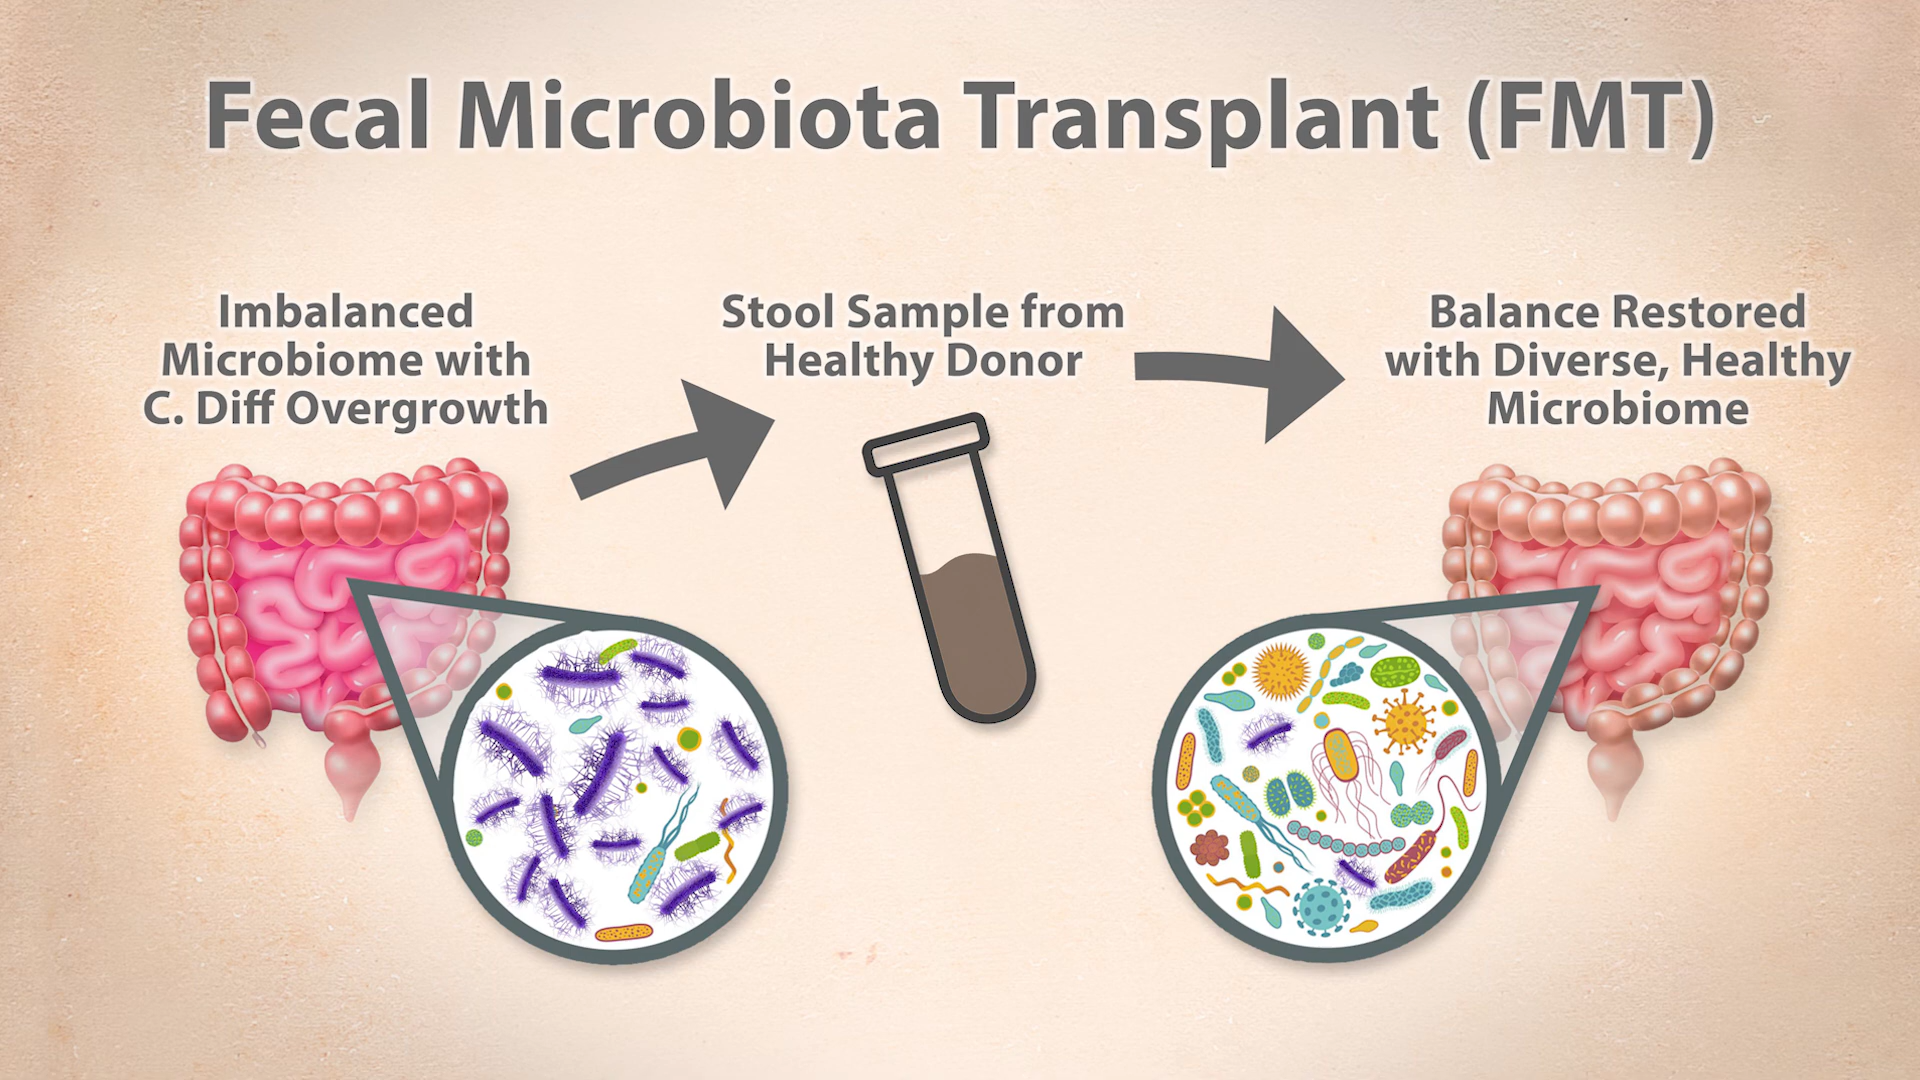 Fecal Microbiota Transplant (FMT)
Imbalanced
Microbiome with
C. Diff Overgrowth
Stool Sample from
Healthy Donor
Balance Restored
with Diverse, Healthy
Microbiome